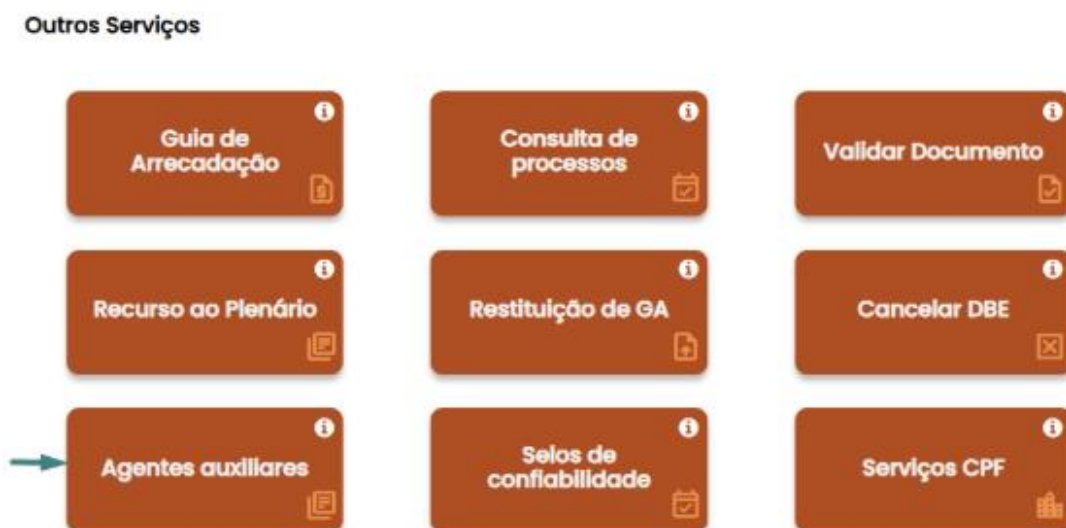 Outros Serviços
Guia de
Arrecadação
Consulta de
processos
Validar Documento
Recurso ao Plenário
Restituição de GA
Cancelar DBE
Agentes auxiliares
Selos de
confiabilidade
Serviços CPF